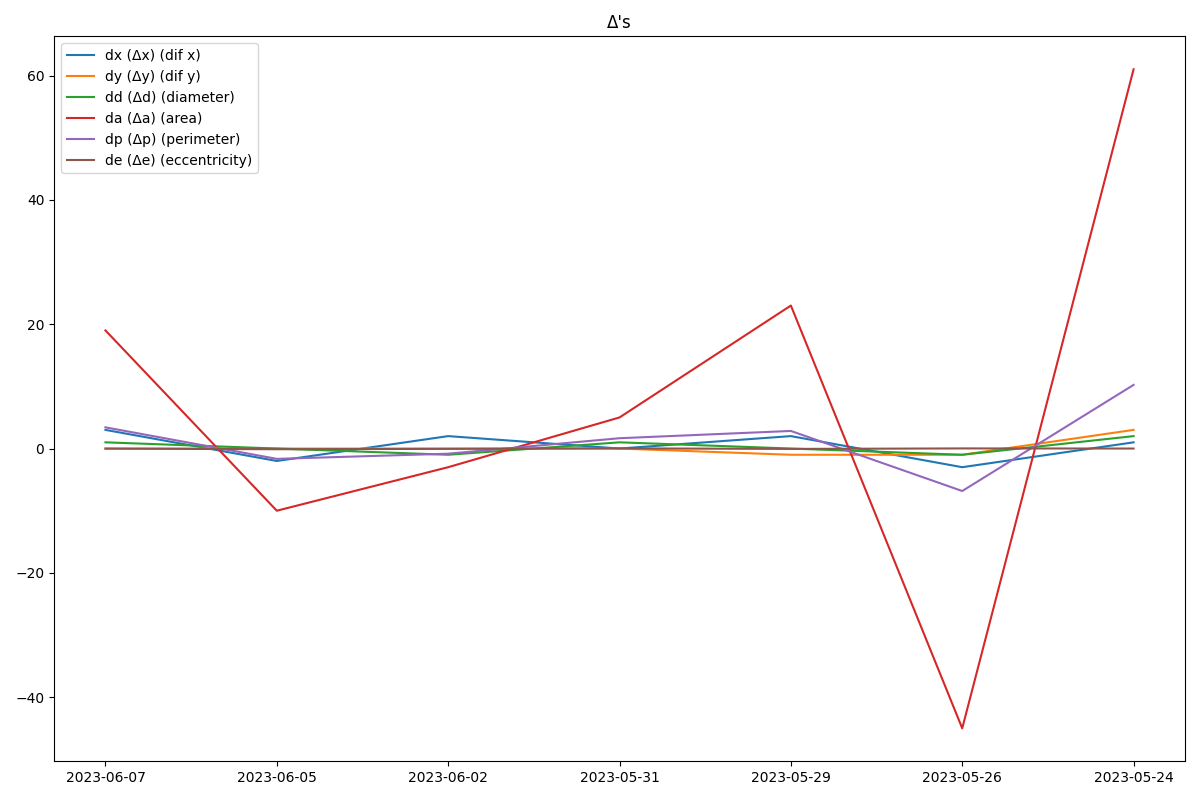 Δ's
dx (Δx) (dif x)
dy (Δy) (dif y)
dd (Δd) (diameter)
da (Δa) (area)
dp (Δp) (perimeter)
de (Δe) (eccentricity)
60
40
20
0
−20
−40
2023-06-07 2023-06-05 2023-06-02 2023-05-31 2023-05-29 2023-05-26 2023-05-24